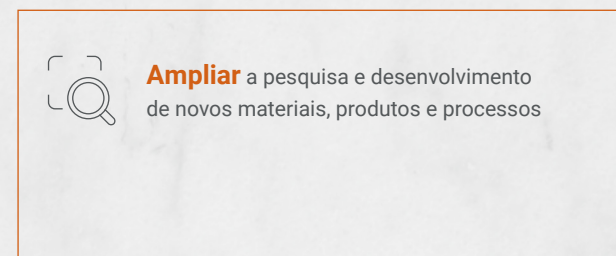 Ampliar a pesquisa e desenvolvimento
de novos materiais, produtos e processos